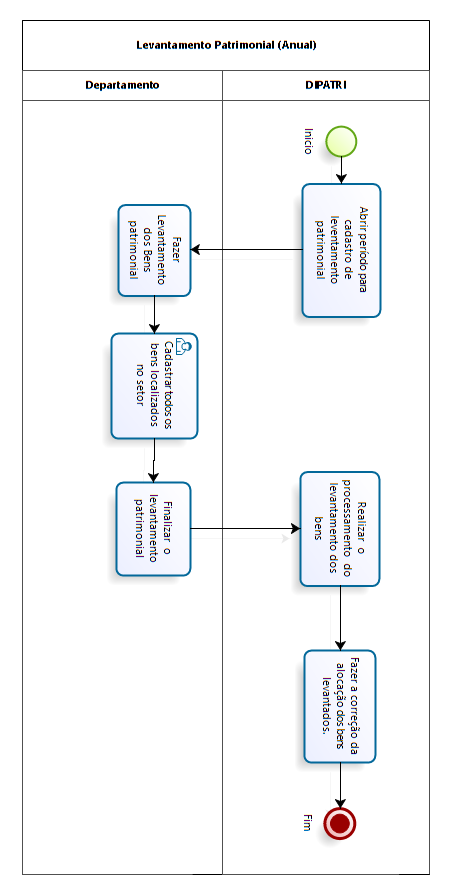 Levantamento Patrimonial (Anual)
Departamento
DIPATRI
Inicio
Abrir período para
cadastro de
leventamento
patrimonial
Fazer
Levantamento
dos Bens
patrimonial
Cadastrar todos os
bens localizados
no setor
Finalizar o
levantamento
patrimonial
Realizar o
processamento do
levantamento dos
bens
Fazer a correção da
alocação dos bens
levantados.
Fim